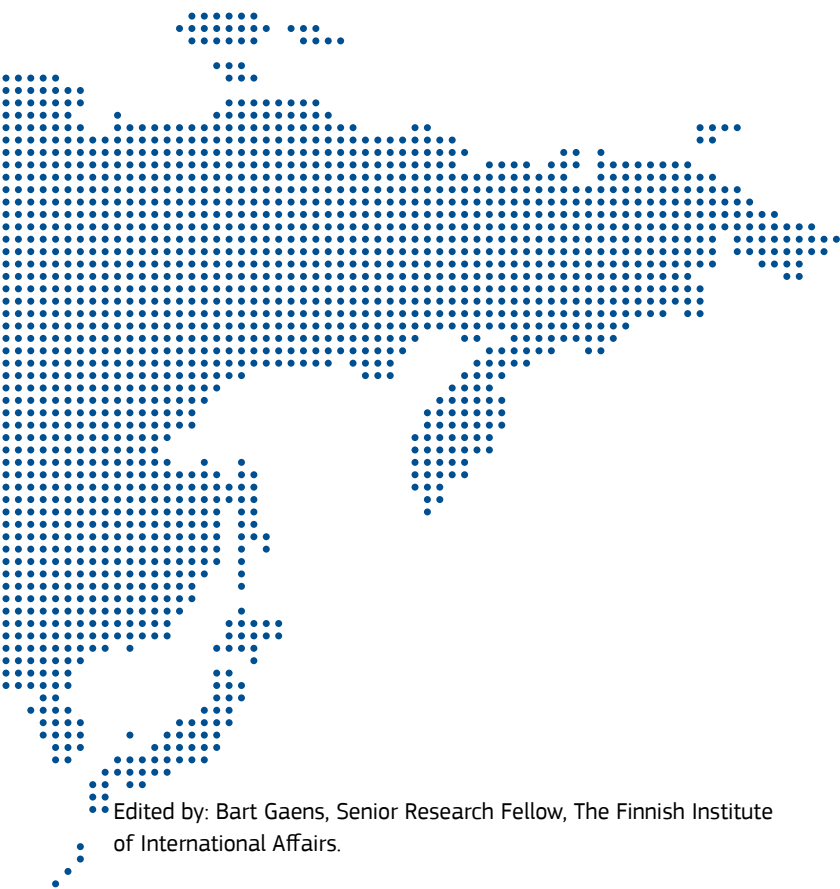 Edited by: Bart Gaens, Senior Research Fellow, The Finnish Institute
of International Affairs.